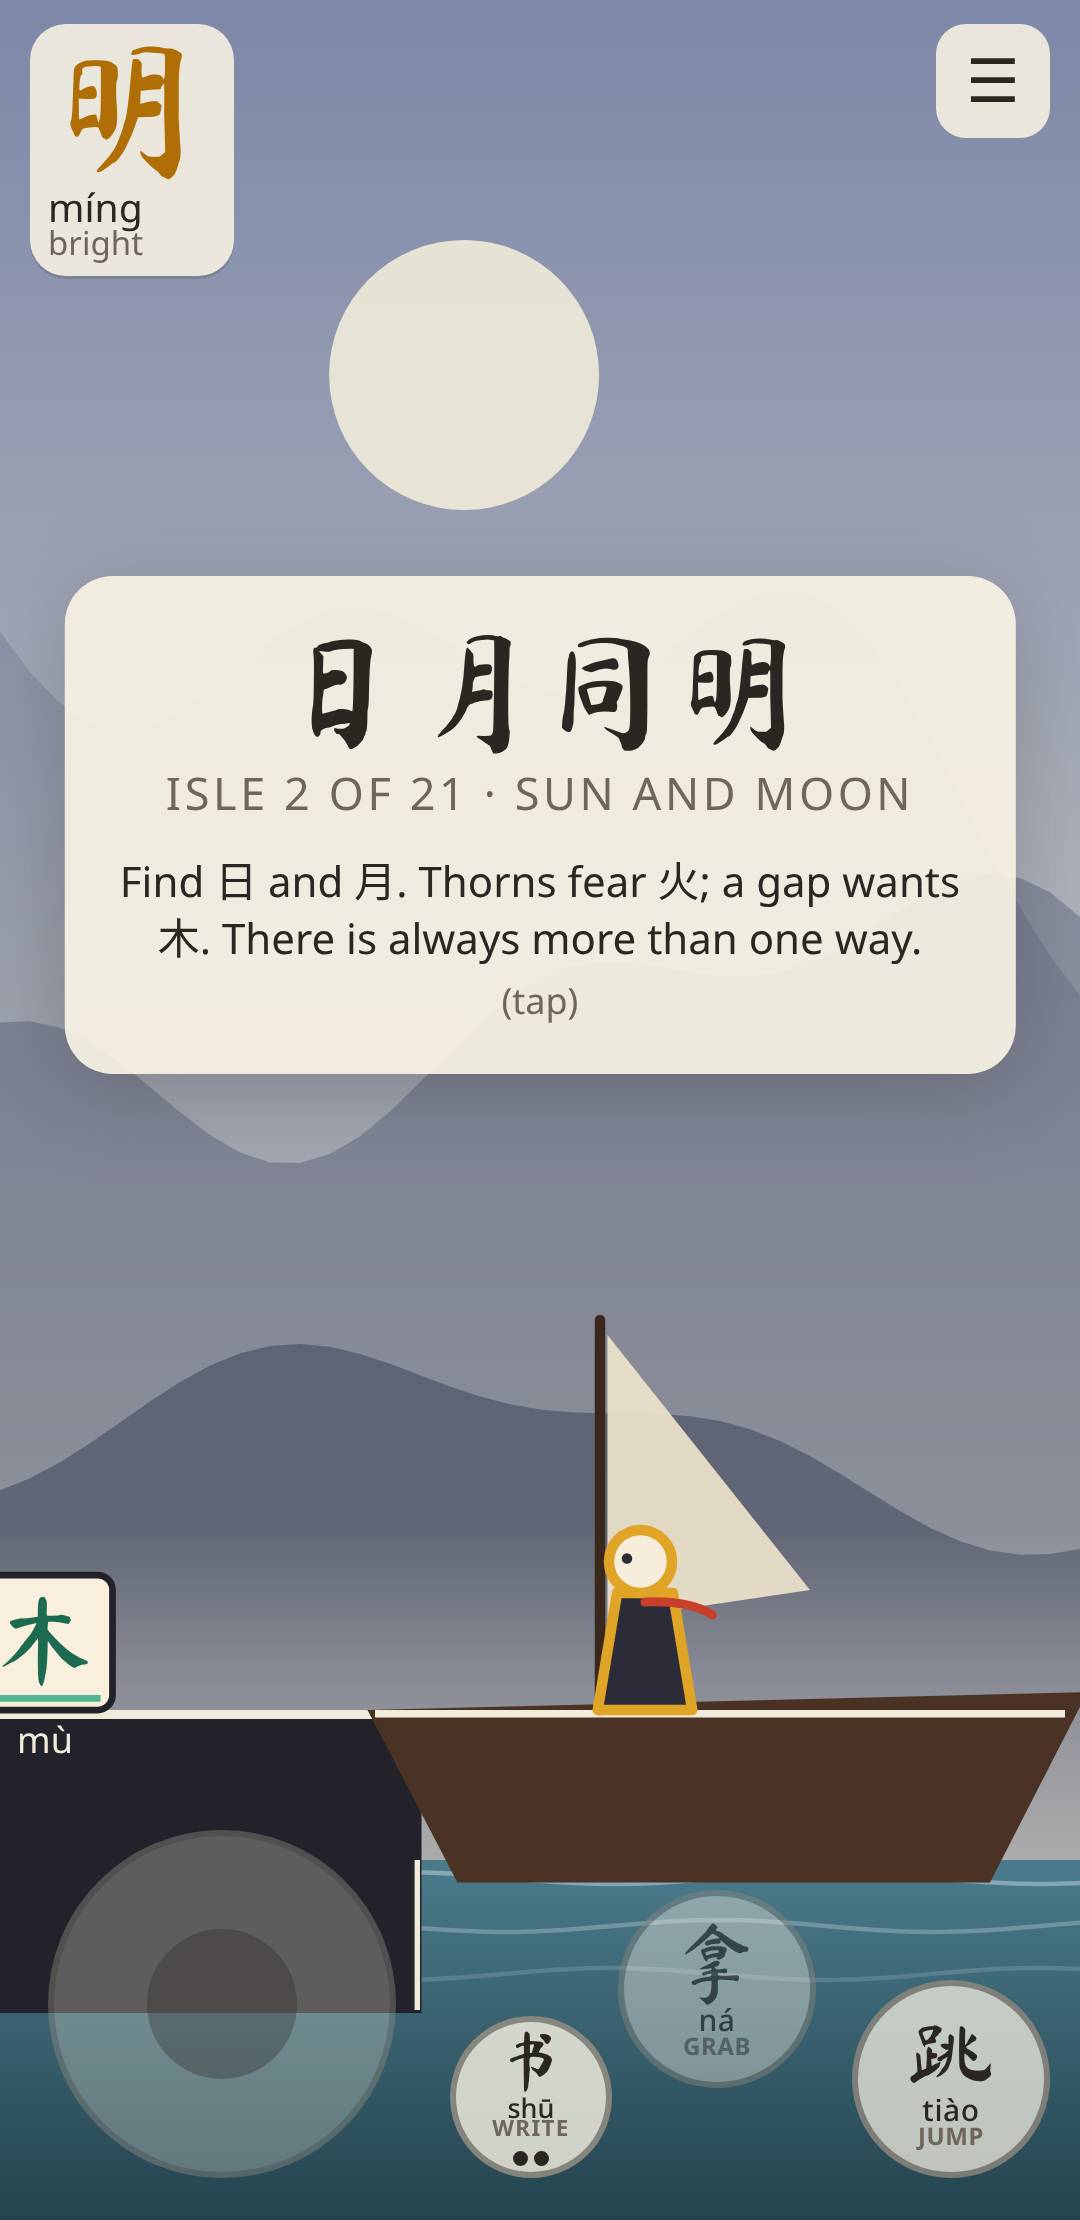 明
míng
bright
☰
日月同明
ISLE 2 OF 21 · SUN AND MOON
Find 日 and 月. Thorns fear 火; a gap wants
木. There is always more than one way.
(tap)
木
mù
拿
ná
GRAB
书
shū
WRITE
跳
tiào
JUMP